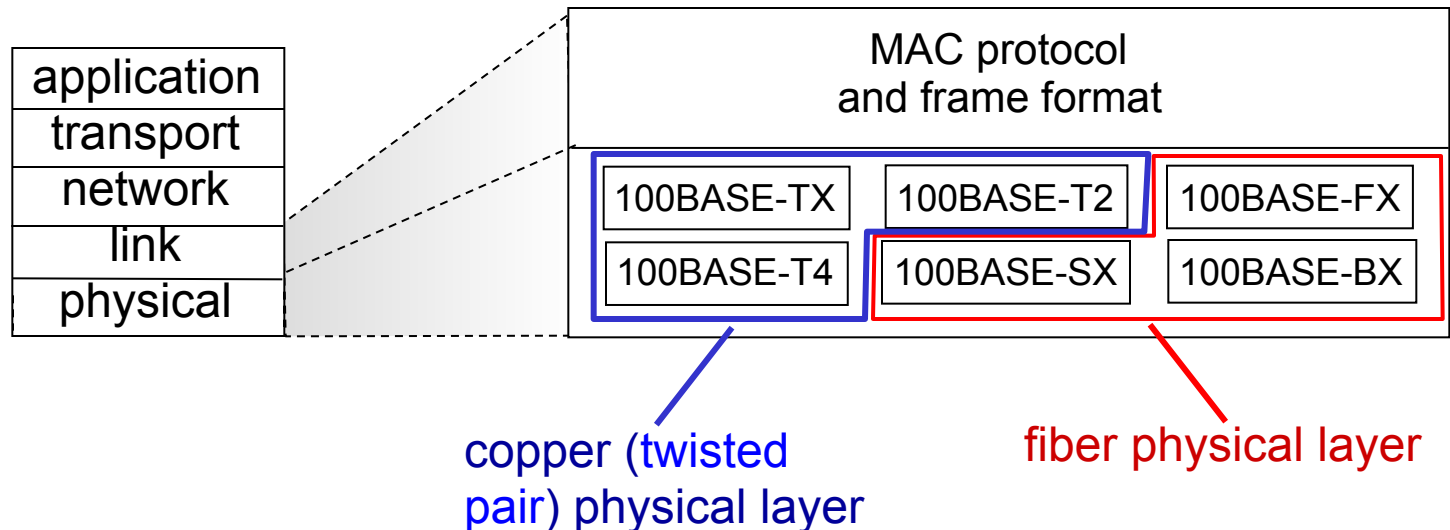 application
transport
network
link
physical
MAC protocol
and frame format
100BASE-TX
100BASE-T2
100BASE-FX
100BASE-T4
100BASE-SX
100BASE-BX
copper (twisted
pair) physical layer
fiber physical layer